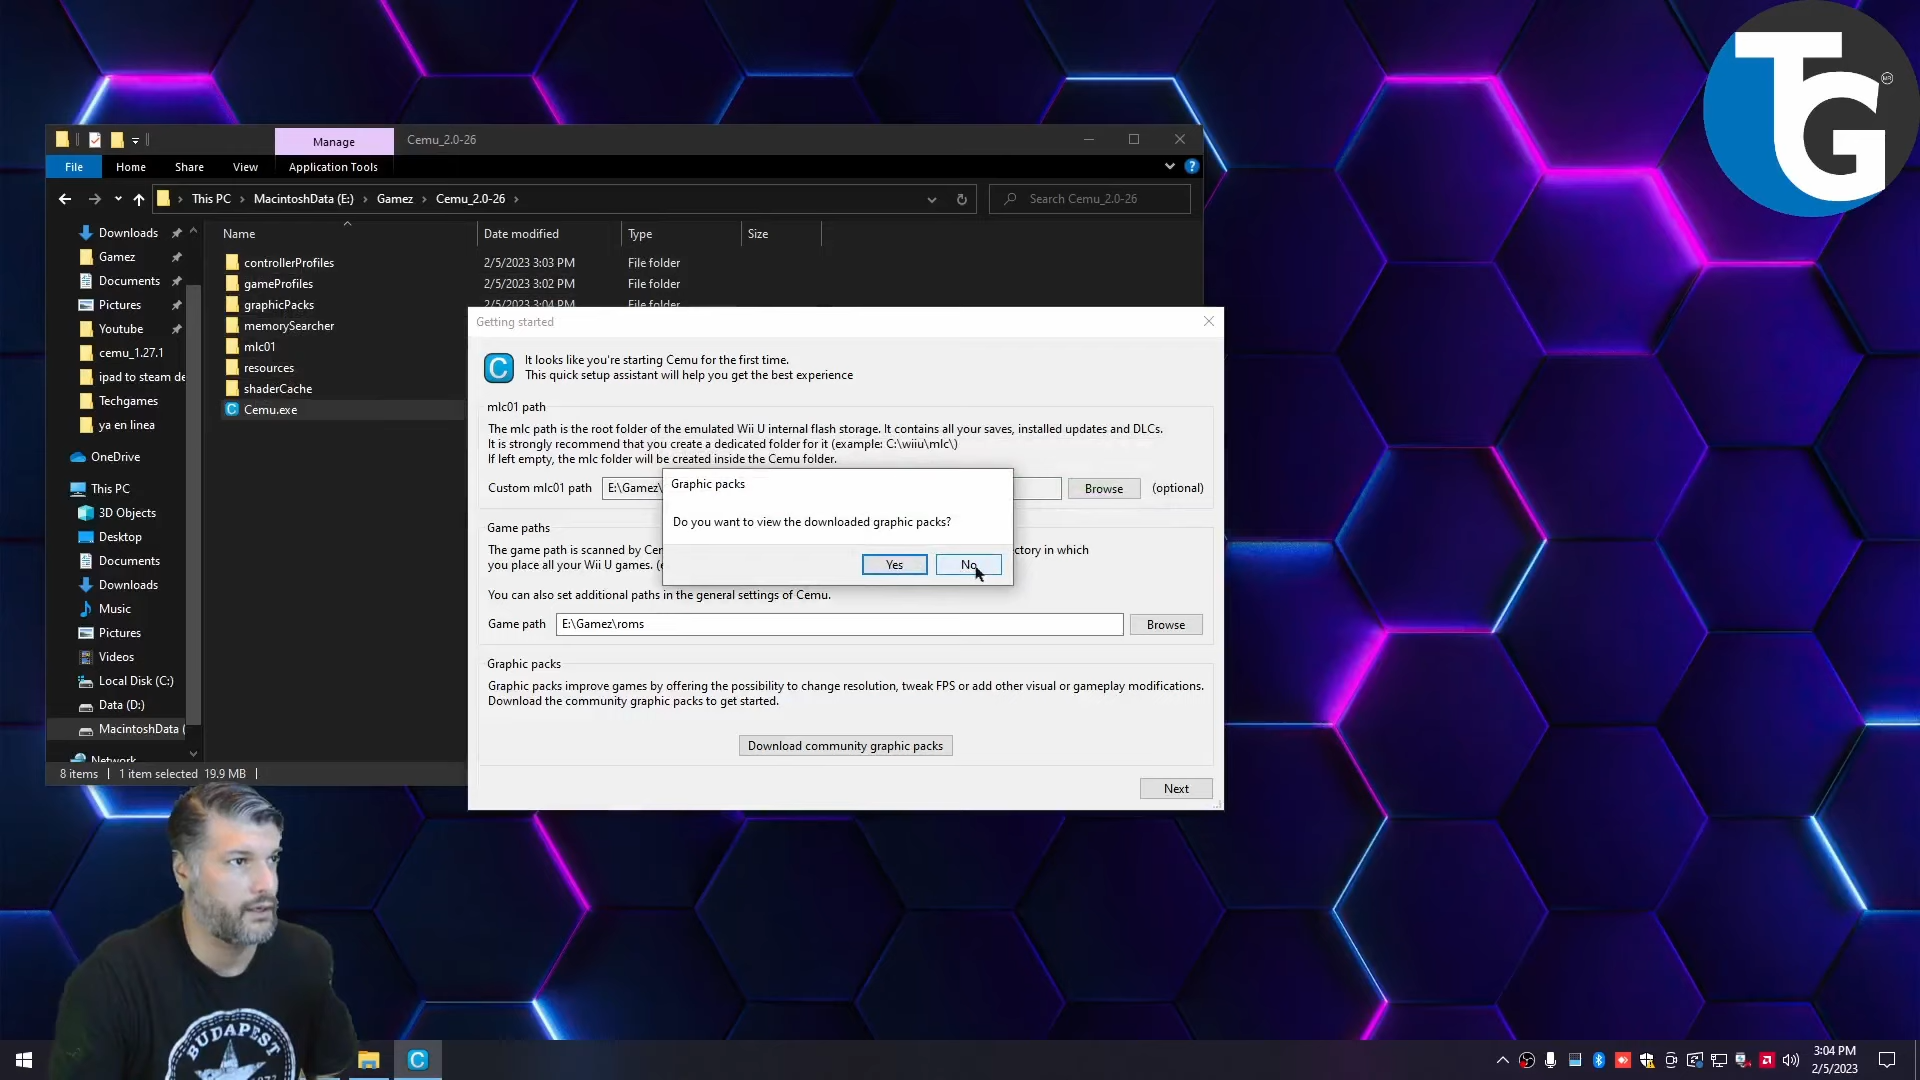 TG
MR
Manage
Cemu_2.0-26
File
Home
Share
View
Application Tools
This PC
MacintoshData (E:)
Gamez
Cemu_2.0-26
Search Cemu_2.0-26
Name
Date modified
Type
Size
Downloads
Gamez
Documents
Pictures
Youtube
cemu_1.27.1
ipad to steam de
Techgames
ya en linea
OneDrive
This PC
3D Objects
Desktop
Documents
Downloads
Music
Pictures
Videos
Local Disk (C:)
Data (D:)
MacintoshData (
Network
controllerProfiles 2/5/2023 3:03 PM File folder
gameProfiles 2/5/2023 3:02 PM File folder
graphicPacks 2/5/2023 3:04 PM File folder
memorySearcher
mlc01
resources
shaderCache
Cemu.exe
8 items
1 item selected 19.9 MB
Getting started
It looks like you're starting Cemu for the first time.
This quick setup assistant will help you get the best experience
mlc01 path
The mlc path is the root folder of the emulated Wii U internal flash storage. It contains all your saves, installed updates and DLCs.
It is strongly recommend that you create a dedicated folder for it (example: C:\wiiu\mlc\)
If left empty, the mlc folder will be created inside the Cemu folder.
Custom mlc01 path
E:\Gamez\
Browse
(optional)
Game paths
The game path is scanned by Cem
ctory in which
you place all your Wii U games. (e
You can also set additional paths in the general settings of Cemu.
Game path
E:\Gamez\roms
Browse
Graphic packs
Graphic packs improve games by offering the possibility to change resolution, tweak FPS or add other visual or gameplay modifications.
Download the community graphic packs to get started.
Download community graphic packs
Next
Graphic packs
Do you want to view the downloaded graphic packs?
Yes
No
BUDAPEST
3:04 PM
2/5/2023